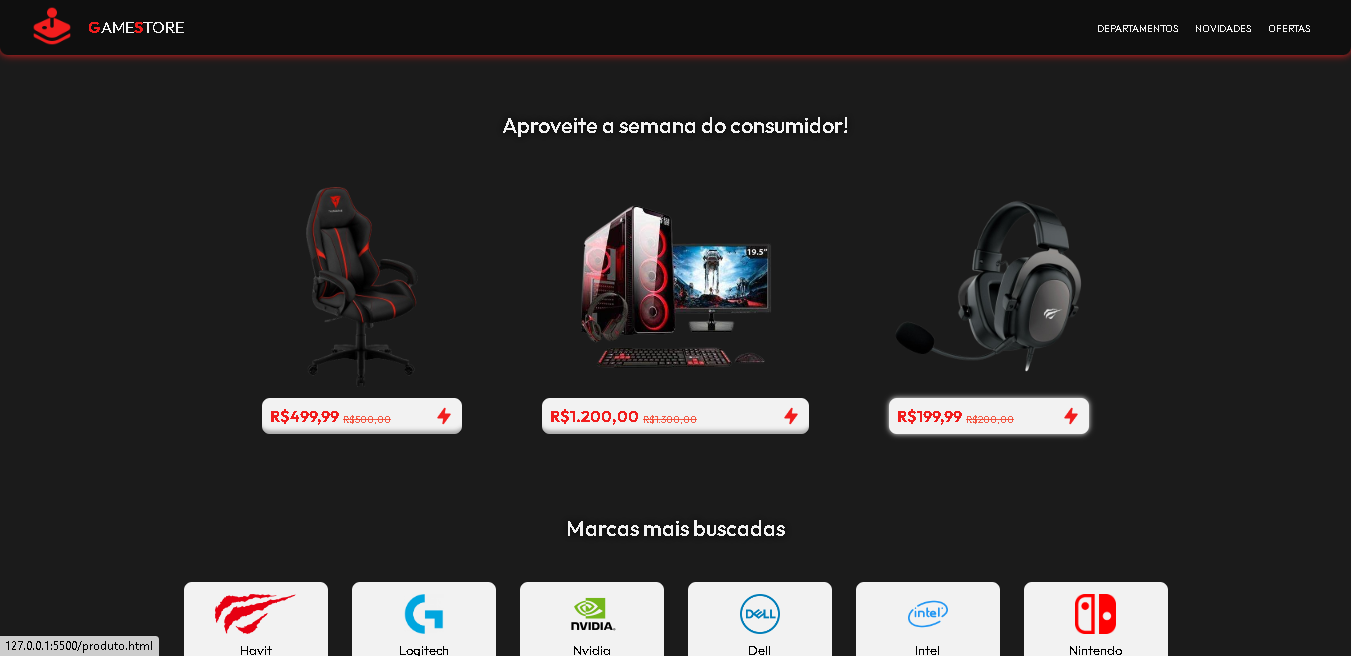 GAMESTORE
DEPARTAMENTOS NOVIDADES OFERTAS
Aproveite a semana do consumidor!
19.5"
R$499,99 R$500,00
R$1.200,00 R$1.300,00
R$199,99 R$200,00
Marcas mais buscadas
NVIDIA.
DELL
intel
Havit Logitech Nvidia Dell Intel Nintendo
127.0.0.1:5500/produto.html